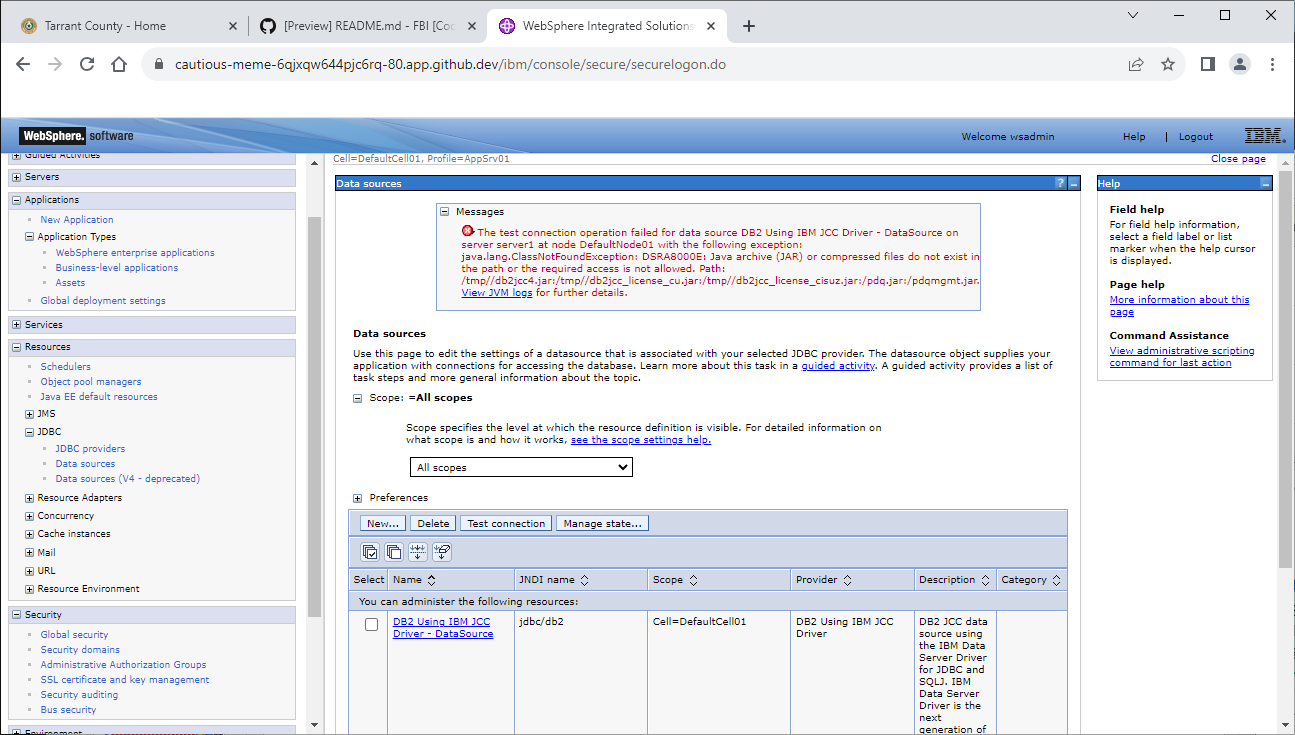 Tarrant County - Home
[Preview] README.md - FBI [Co
WebSphere Integrated Solutions
cautious-meme-6qjxqw644pjc6rq-80.app.github.dev/ibm/console/secure/securelogon.do
WebSphere. software
Welcome wsadmin
Help | Logout
IBM.
Guided Activities
Servers
Applications
New Application
Application Types
WebSphere enterprise applications
Business-level applications
Assets
Global deployment settings
Services
Resources
Schedulers
Object pool managers
Java EE default resources
JMS
JDBC
JDBC providers
Data sources
Data sources (V4 - deprecated)
Resource Adapters
Concurrency
Cache instances
Mail
URL
Resource Environment
Security
Global security
Security domains
Administrative Authorization Groups
SSL certificate and key management
Security auditing
Bus security
Environment
Cell=DefaultCell01, Profile=AppSrv01
Close page
Data sources
?
Messages
The test connection operation failed for data source DB2 Using IBM JCC Driver - DataSource on
server server1 at node DefaultNode01 with the following exception:
java.lang.ClassNotFoundException: DSRA8000E: Java archive (JAR) or compressed files do not exist in
the path or the required access is not allowed. Path:
/tmp//db2jcc4.jar:/tmp//db2jcc_license_cu.jar:/tmp//db2jcc_license_cisuz.jar:/pdq.jar:/pdqmgmt.jar.
View JVM logs for further details.
Data sources
Use this page to edit the settings of a datasource that is associated with your selected JDBC provider. The datasource object supplies your
application with connections for accessing the database. Learn more about this task in a guided activity. A guided activity provides a list of
task steps and more general information about the topic.
Scope: =All scopes
Scope specifies the level at which the resource definition is visible. For detailed information on
what scope is and how it works, see the scope settings help.
All scopes
Preferences
New... Delete Test connection Manage state...
Select Name JNDI name Scope Provider Description Category
You can administer the following resources:
DB2 Using IBM JCC
Driver - DataSource
jdbc/db2
Cell=DefaultCell01
DB2 Using IBM JCC
Driver
DB2 JCC data
source using
the IBM Data
Server Driver
for JDBC and
SQLJ. IBM
Data Server
Driver is the
next
generation of
Help
Field help
For field help information,
select a field label or list
marker when the help cursor
is displayed.
Page help
More information about this
page
Command Assistance
View administrative scripting
command for last action